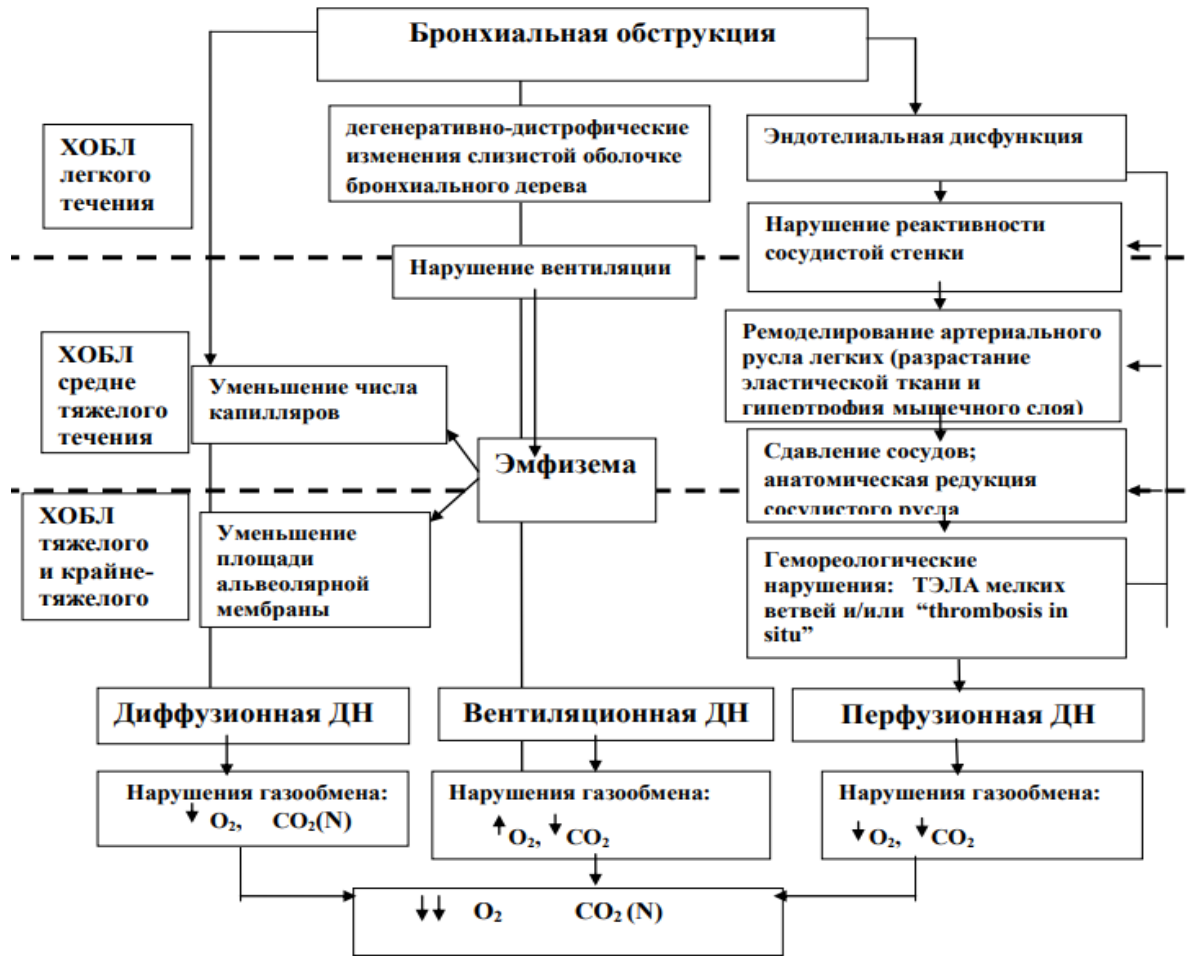 Бронхиальная обструкция
ХОБЛ
легкого
течения
дегенеративно-дистрофические
изменения слизистой оболочке
бронхиального дерева
Эндотелиальная дисфункция
Нарушение реактивности
сосудистой стенки
Нарушение вентиляции
ХОБЛ
средне
тяжелого
течения
Уменьшение числа
капилляров
Ремоделирование артериального
русла легких (разрастание
эластической ткани и
гипертрофия мышечного слоя)
Эмфизема
Сдавление сосудов;
анатомическая редукция
сосудистого русла
ХОБЛ
тяжелого
и крайне-
тяжелого
Уменьшение
площади
альвеолярной
мембраны
Гемореологические
нарушения: ТЭЛА мелких
ветвей и/или “thrombosis in
situ”
Диффузионная ДН
Вентиляционная ДН
Перфузионная ДН
Нарушения газообмена:
↓ O₂, CO₂(N)
Нарушения газообмена:
↑O₂, ↓CO₂
Нарушения газообмена:
↓O₂, ↓CO₂
↓↓ O₂ CO₂ (N)